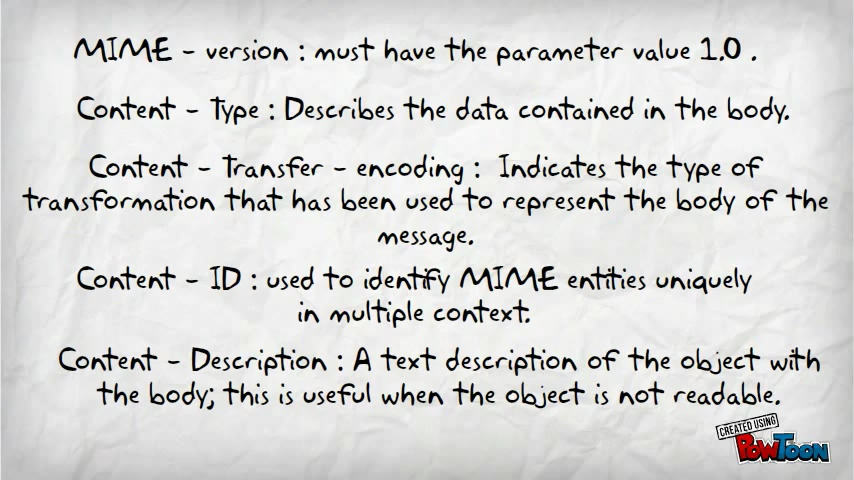 MIME - version : must have the parameter value 1.0 .
Content - Type : Describes the data contained in the body.
Content - Transfer - encoding : Indicates the type of
transformation that has been used to represent the body of the
message.
Content - ID : used to identify MIME entities uniquely
in multiple context.
Content - Description : A text description of the object with
the body; this is useful when the object is not readable.
CREATED USING
POWTOON